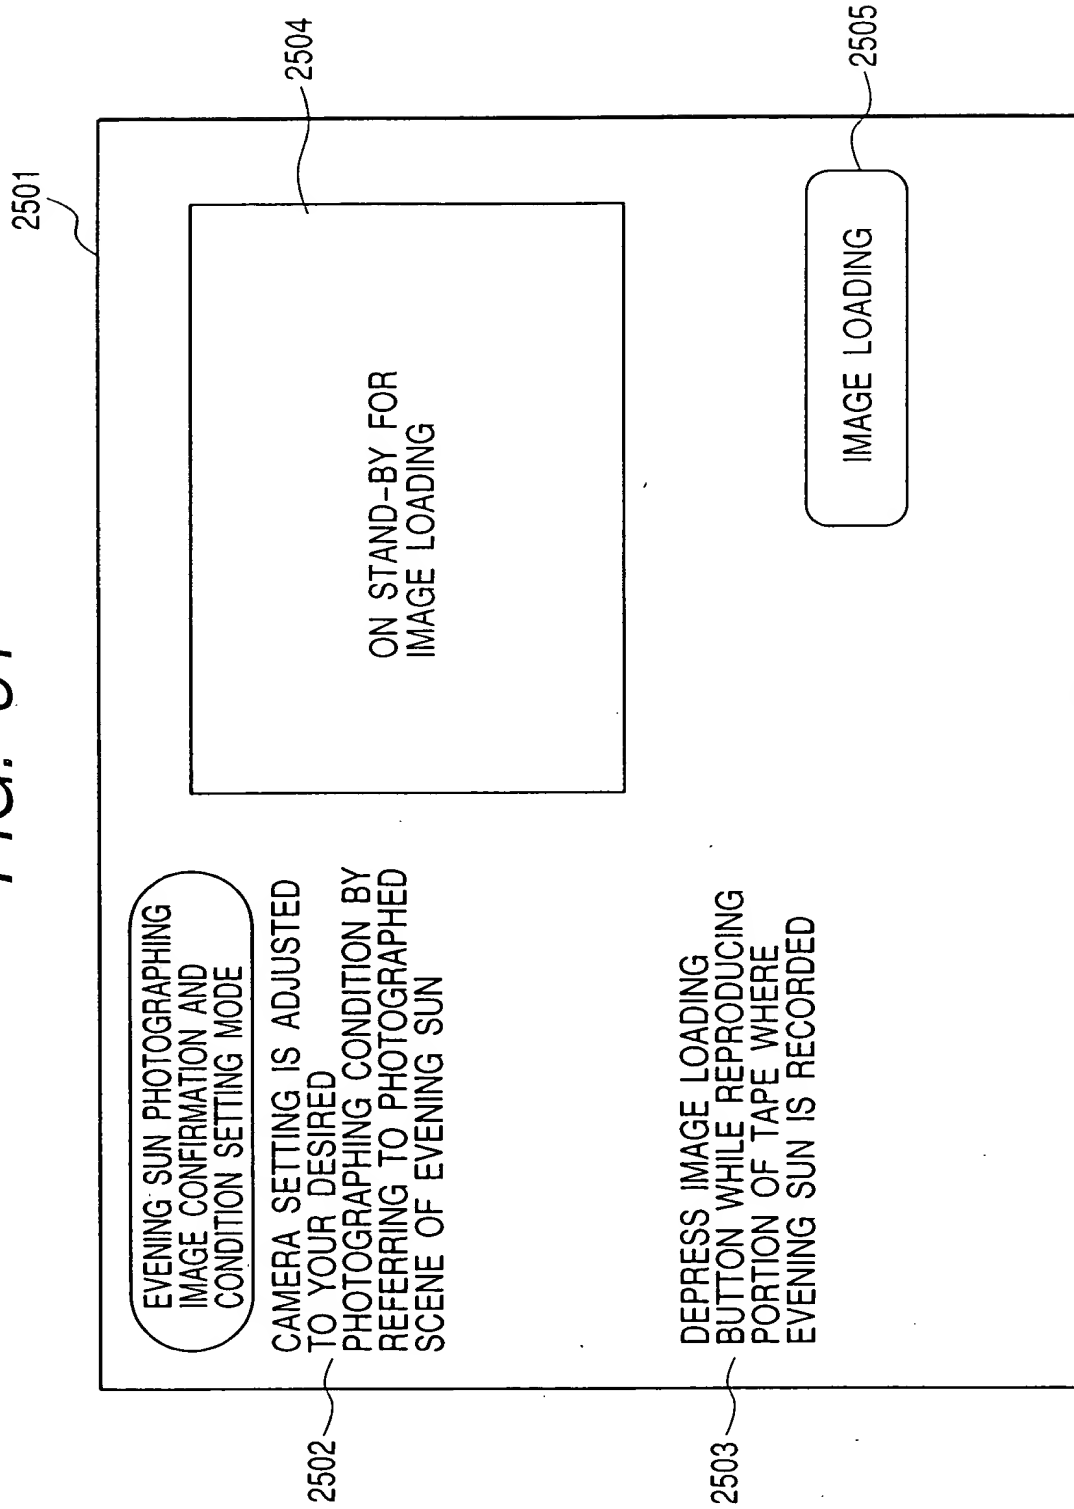 2501
EVENING SUN PHOTOGRAPHING
IMAGE CONFIRMATION AND
CONDITION SETTING MODE
2502
CAMERA SETTING IS ADJUSTED
TO YOUR DESIRED
PHOTOGRAPHING CONDITION BY
REFERRING TO PHOTOGRAPHED
SCENE OF EVENING SUN
2504
ON STAND-BY FOR
IMAGE LOADING
2503
DEPRESS IMAGE LOADING
BUTTON WHILE REPRODUCING
PORTION OF TAPE WHERE
EVENING SUN IS RECORDED
2505
IMAGE LOADING